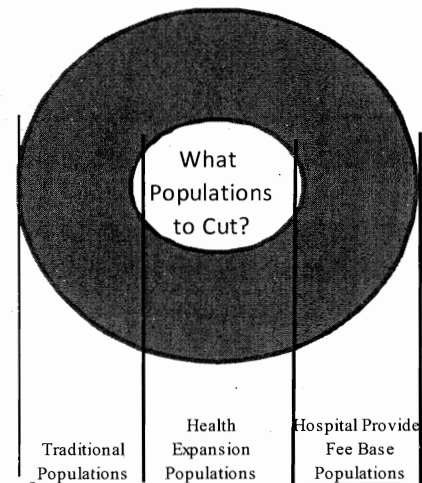 What
Populations
to Cut?
Traditional
Populations
Health
Expansion
Populations
Hospital Provide
Fee Base
Populations